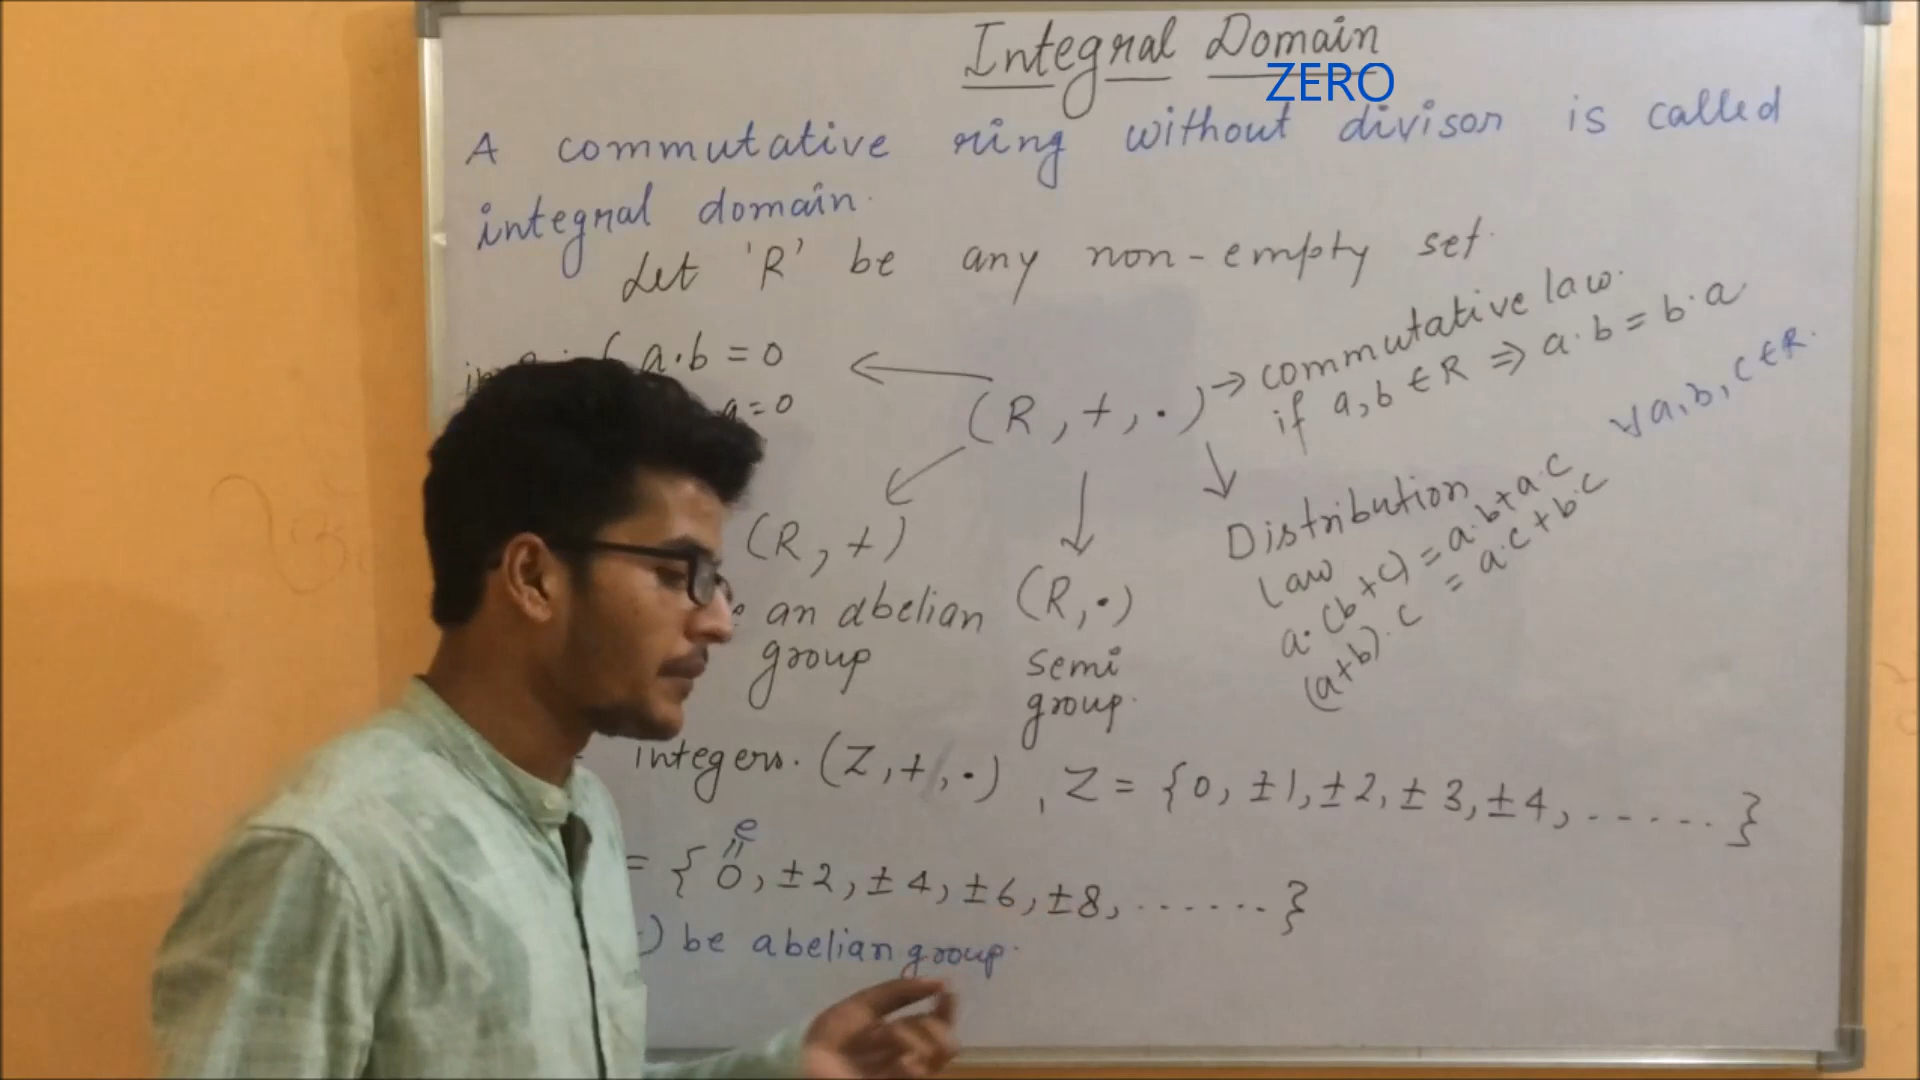 Integral Domain
ZERO
A commutative ring without divisor is called
integral domain.
Let 'R' be any non-empty set.
a·b = 0
a=0
(R, +, ·) → commutative law.
if a, b ∈ R ⇒ a·b = b·a
∀ a, b, c ∈ R.
(R, +)
an abelian
group
(R, ·)
semi
group.
Distribution
law
a·(b+c) = a·b + a·c
(a+b)·c = a·c + b·c
integers. (Z, +, ·) , Z = {0, ±1, ±2, ±3, ±4, ......}
e
= {0, ±2, ±4, ±6, ±8, ......}
) be abelian group.